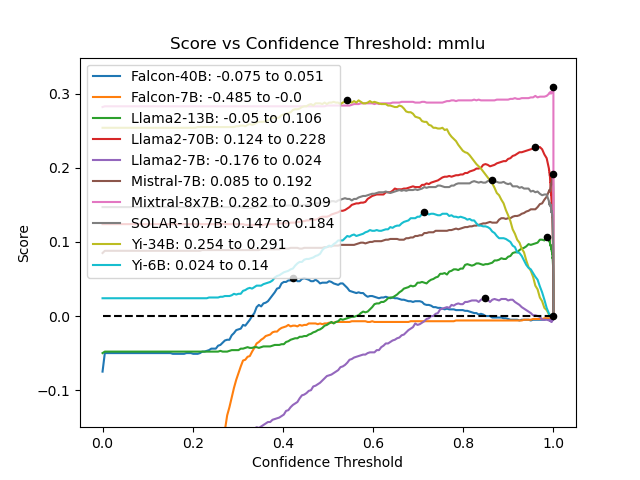 Score vs Confidence Threshold: mmlu
Falcon-40B: -0.075 to 0.051
Falcon-7B: -0.485 to -0.0
Llama2-13B: -0.05 to 0.106
Llama2-70B: 0.124 to 0.228
Llama2-7B: -0.176 to 0.024
Mistral-7B: 0.085 to 0.192
Mixtral-8x7B: 0.282 to 0.309
SOLAR-10.7B: 0.147 to 0.184
Yi-34B: 0.254 to 0.291
Yi-6B: 0.024 to 0.14
Score
0.3
0.2
0.1
0.0
−0.1
0.0 0.2 0.4 0.6 0.8 1.0
Confidence Threshold